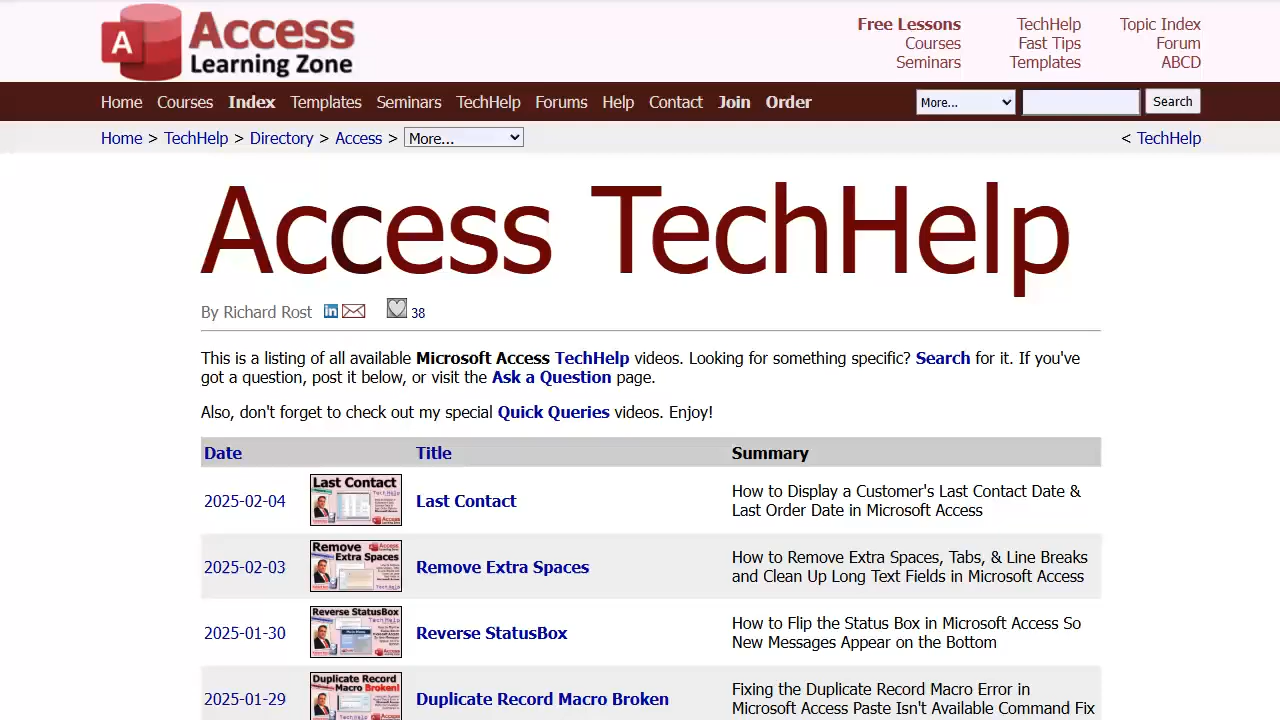 A Access
Learning Zone
Free Lessons TechHelp Topic Index
Courses Fast Tips Forum
Seminars Templates ABCD
Home Courses Index Templates Seminars TechHelp Forums Help Contact Join Order More... Search
Home > TechHelp > Directory > Access > More... < TechHelp
Access TechHelp
By Richard Rost in 38
This is a listing of all available Microsoft Access TechHelp videos. Looking for something specific? Search for it. If you've
got a question, post it below, or visit the Ask a Question page.
Also, don't forget to check out my special Quick Queries videos. Enjoy!
Date Title Summary
Last Contact
TechHelp
2025-02-04 Last Contact How to Display a Customer's Last Contact Date &
Last Order Date in Microsoft Access
Remove
Extra Spaces
2025-02-03 Remove Extra Spaces How to Remove Extra Spaces, Tabs, & Line Breaks
and Clean Up Long Text Fields in Microsoft Access
Reverse StatusBox
TechHelp
2025-01-30 Reverse StatusBox How to Flip the Status Box in Microsoft Access So
New Messages Appear on the Bottom
Duplicate Record
Macro Broken!
2025-01-29 Duplicate Record Macro Broken Fixing the Duplicate Record Macro Error in
Microsoft Access Paste Isn't Available Command Fix